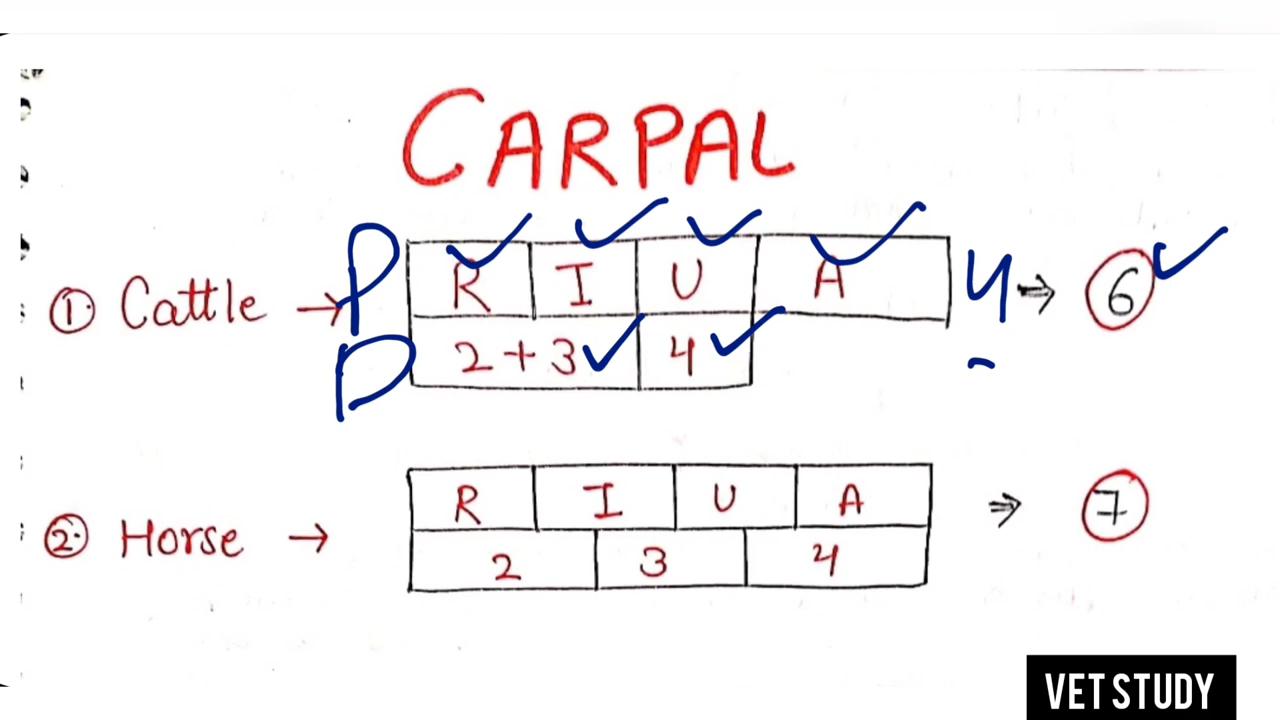 CARPAL
P R I U A 4 ⇒ 6
① Cattle →
D 2 + 3 4
R I U A ⇒ 7
② Horse →
2 3 4
VET STUDY